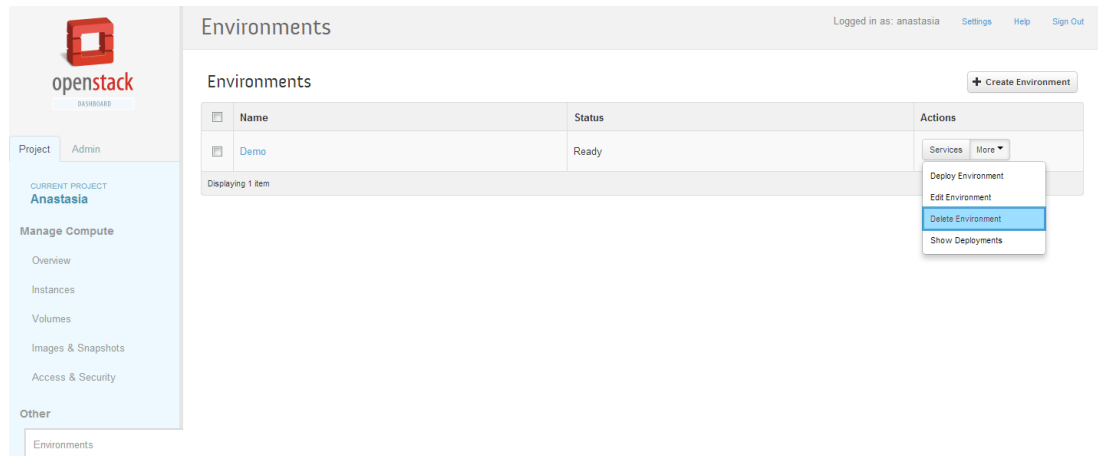 openstack
DASHBOARD
Project Admin
CURRENT PROJECT
Anastasia
Manage Compute
Overview
Instances
Volumes
Images & Snapshots
Access & Security
Other
Environments
Environments
Logged in as: anastasia Settings Help Sign Out
Environments
+ Create Environment
Name Status Actions
Demo Ready Services More
Displaying 1 item
Deploy Environment
Edit Environment
Delete Environment
Show Deployments